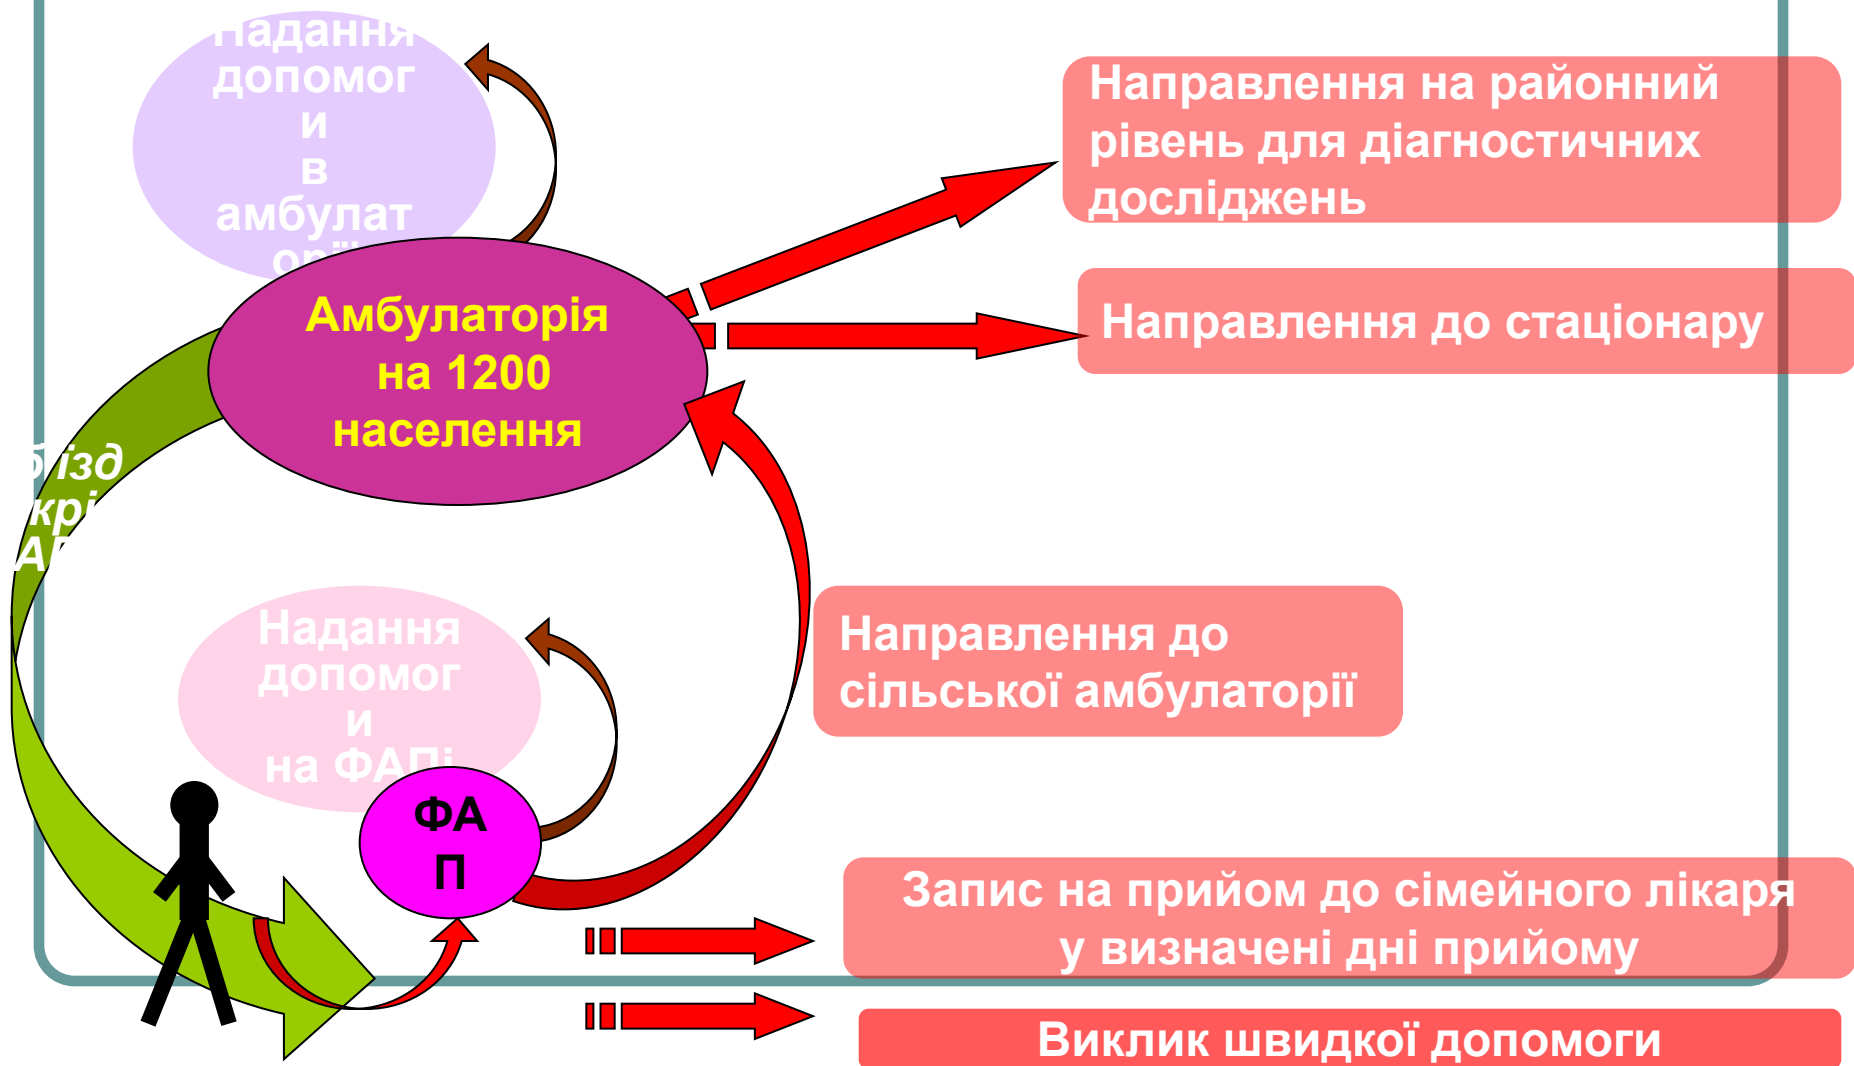 Надання
допомог
и
в
амбулат
орії
Направлення на районний
рівень для діагностичних
досліджень
Амбулаторія
на 1200
населення
Направлення до стаціонару
Надання
допомог
и
на ФАПі
Направлення до
сільської амбулаторії
ФА
П
Запис на прийом до сімейного лікаря
у визначені дні прийому
Виклик швидкої допомоги